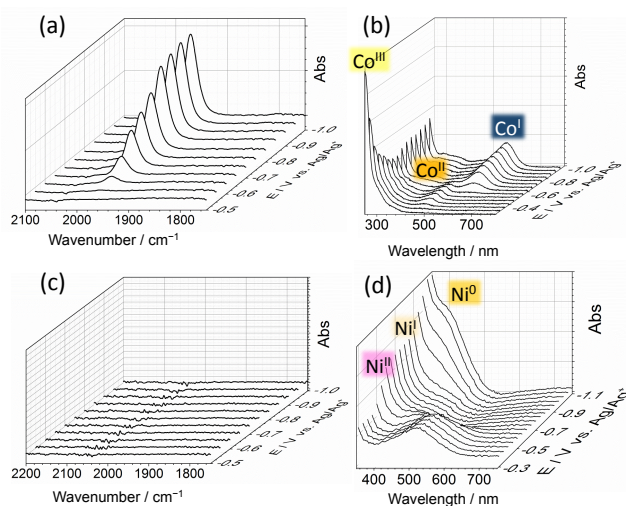 (a)
Abs
-1.0
-0.9
-0.8
-0.7
-0.6
-0.5
E / V vs. Ag/Ag⁺
2100
2000
1900
1800
Wavenumber / cm⁻¹
(b)
Coᴵᴵᴵ
Coᴵᴵ
Coᴵ
Abs
-1.0
-0.8
-0.6
-0.4
E / V vs. Ag/Ag⁺
300
500
700
Wavelength / nm
(c)
Abs
-1.0
-0.9
-0.8
-0.7
-0.6
-0.5
E / V vs. Ag/Ag⁺
2200
2100
2000
1900
1800
Wavenumber / cm⁻¹
(d)
Ni⁰
Niᴵ
Niᴵᴵ
Abs
-1.1
-0.9
-0.7
-0.5
-0.3
E / V vs. Ag/Ag⁺
400
500
600
700
Wavelength / nm